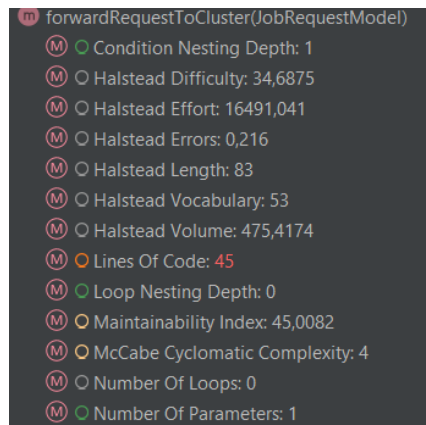 m forwardRequestToCluster(JobRequestModel)
M Condition Nesting Depth: 1
M Halstead Difficulty: 34,6875
M Halstead Effort: 16491,041
M Halstead Errors: 0,216
M Halstead Length: 83
M Halstead Vocabulary: 53
M Halstead Volume: 475,4174
M Lines Of Code: 45
M Loop Nesting Depth: 0
M Maintainability Index: 45,0082
M McCabe Cyclomatic Complexity: 4
M Number Of Loops: 0
M Number Of Parameters: 1